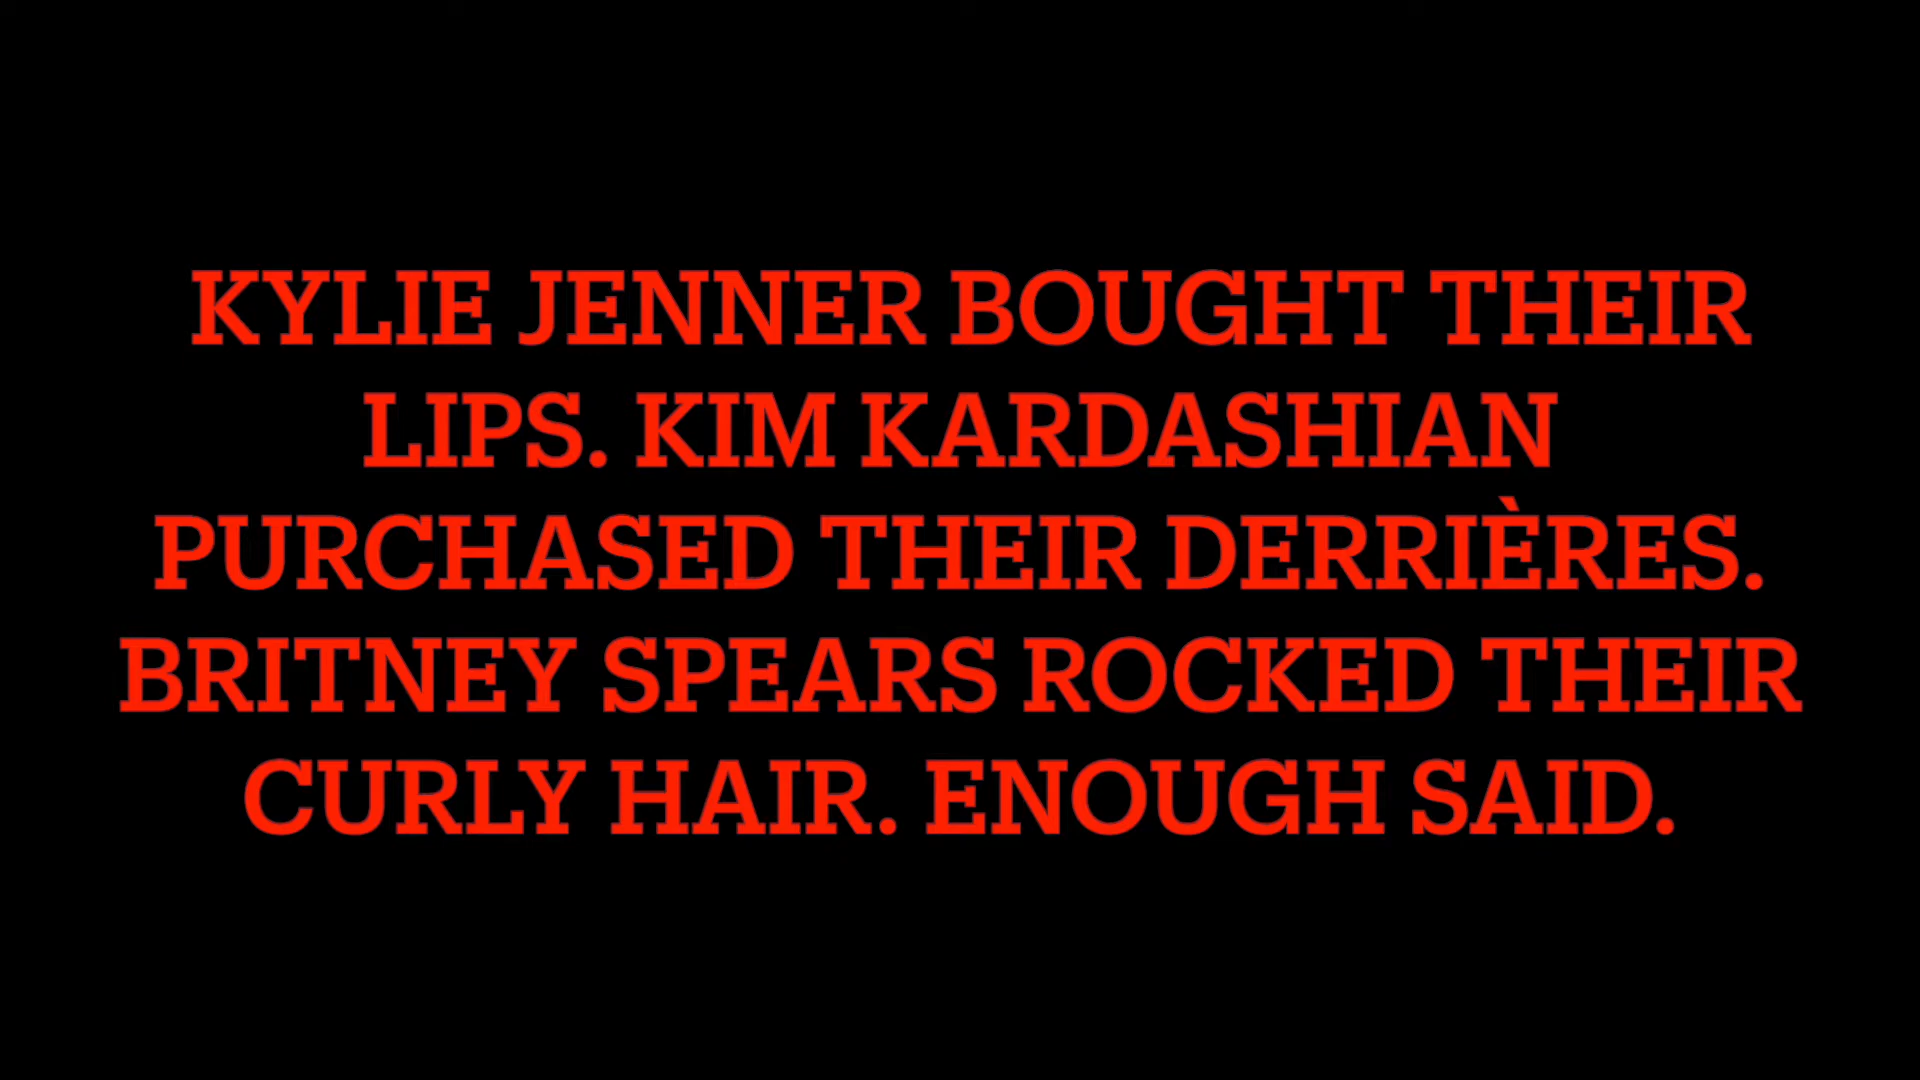 KYLIE JENNER BOUGHT THEIR
LIPS. KIM KARDASHIAN
PURCHASED THEIR DERRIÈRES.
BRITNEY SPEARS ROCKED THEIR
CURLY HAIR. ENOUGH SAID.